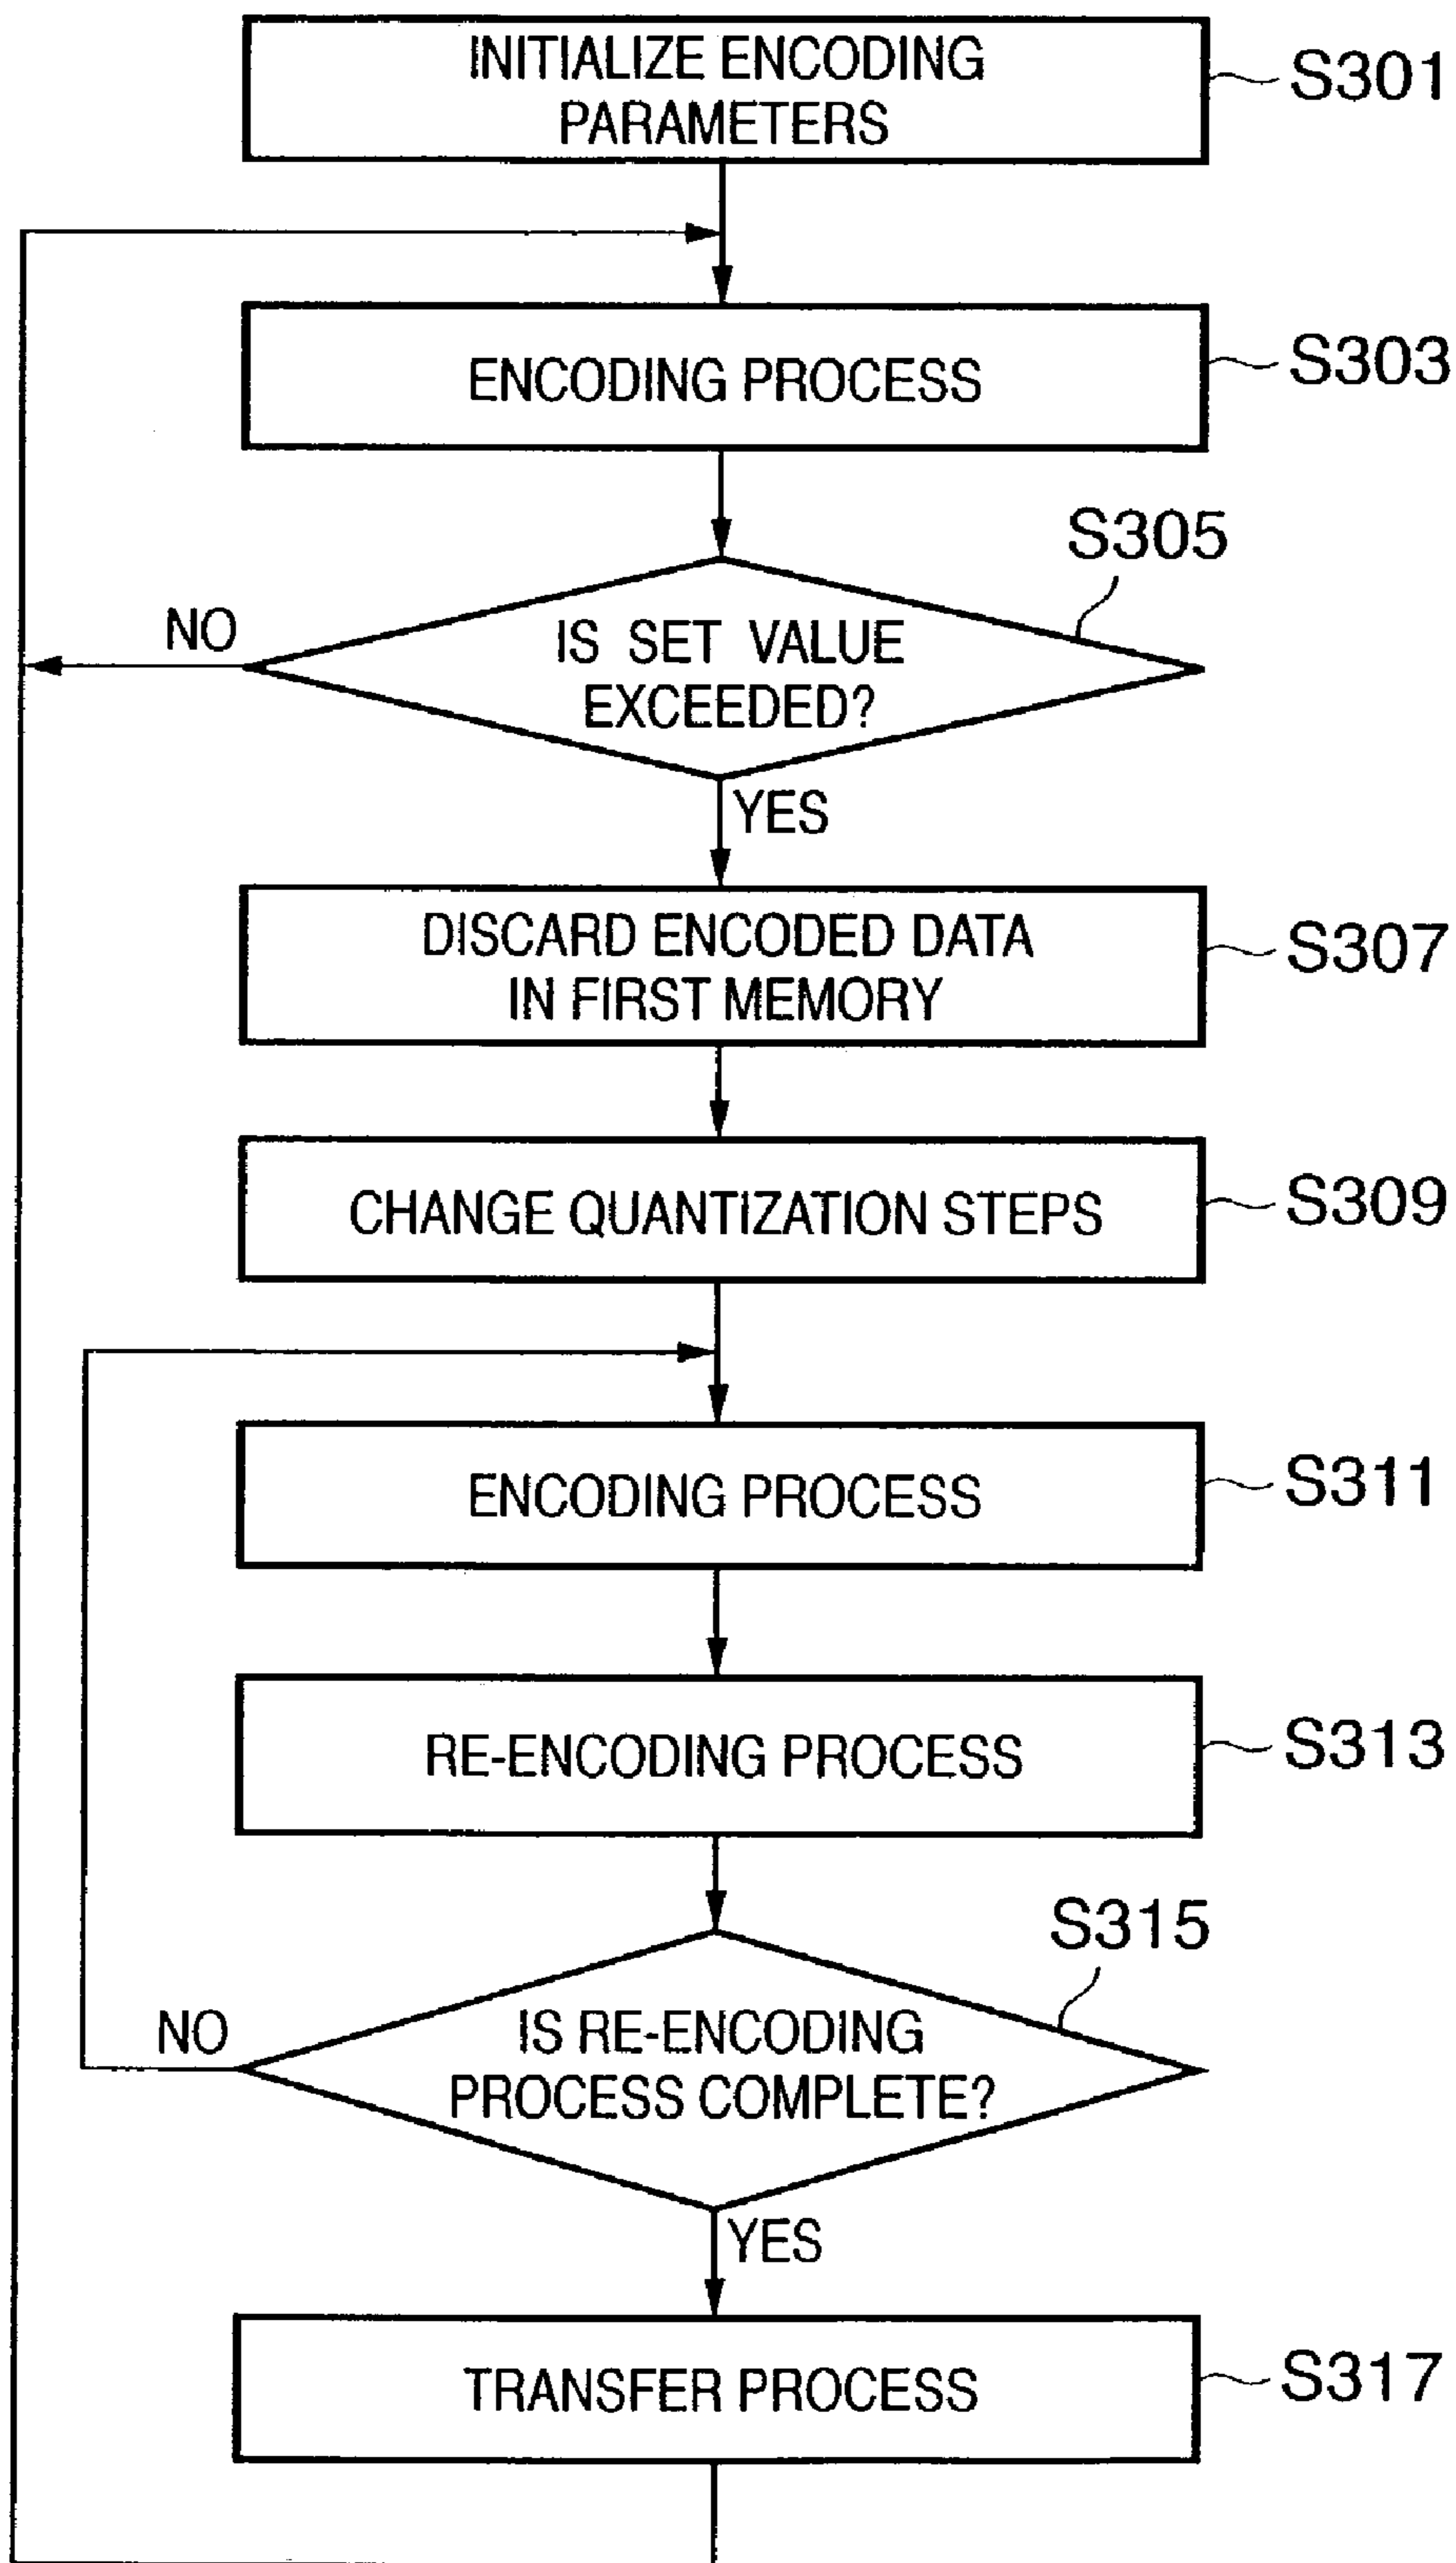 INITIALIZE ENCODING
PARAMETERS
S301
ENCODING PROCESS
S303
S305
NO
IS SET VALUE
EXCEEDED?
YES
DISCARD ENCODED DATA
IN FIRST MEMORY
S307
CHANGE QUANTIZATION STEPS
S309
ENCODING PROCESS
S311
RE-ENCODING PROCESS
S313
S315
NO
IS RE-ENCODING
PROCESS COMPLETE?
YES
TRANSFER PROCESS
S317